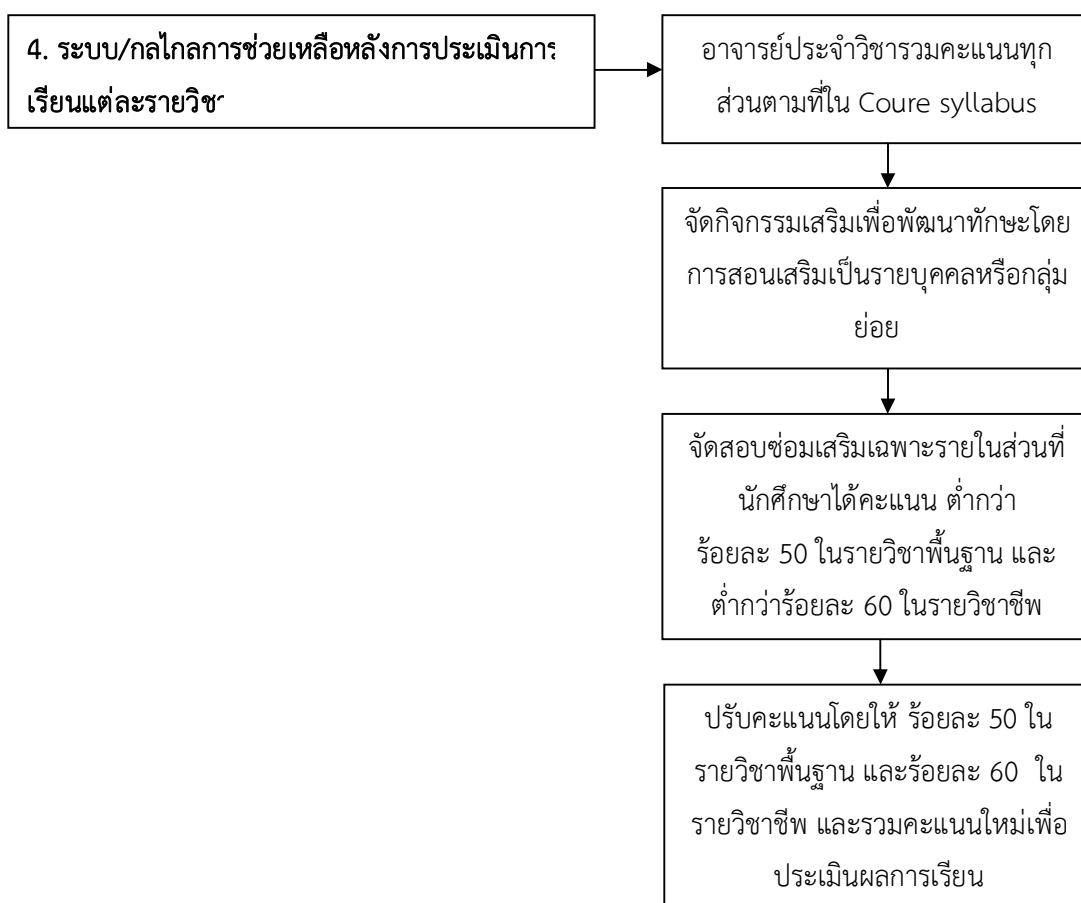 4. ระบบ/กลไกลการช่วยเหลือหลังการประเมินการ
เรียนแต่ละรายวิชา
อาจารย์ประจำวิชารวมคะแนนทุก
ส่วนตามที่ใน Coure syllabus
จัดกิจกรรมเสริมเพื่อพัฒนาทักษะโดย
การสอนเสริมเป็นรายบุคคลหรือกลุ่ม
ย่อย
จัดสอบซ่อมเสริมเฉพาะรายในส่วนที่
นักศึกษาได้คะแนน ต่ำกว่า
ร้อยละ 50 ในรายวิชาพื้นฐาน และ
ต่ำกว่าร้อยละ 60 ในรายวิชาชีพ
ปรับคะแนนโดยให้ ร้อยละ 50 ใน
รายวิชาพื้นฐาน และร้อยละ 60 ใน
รายวิชาชีพ และรวมคะแนนใหม่เพื่อ
ประเมินผลการเรียน